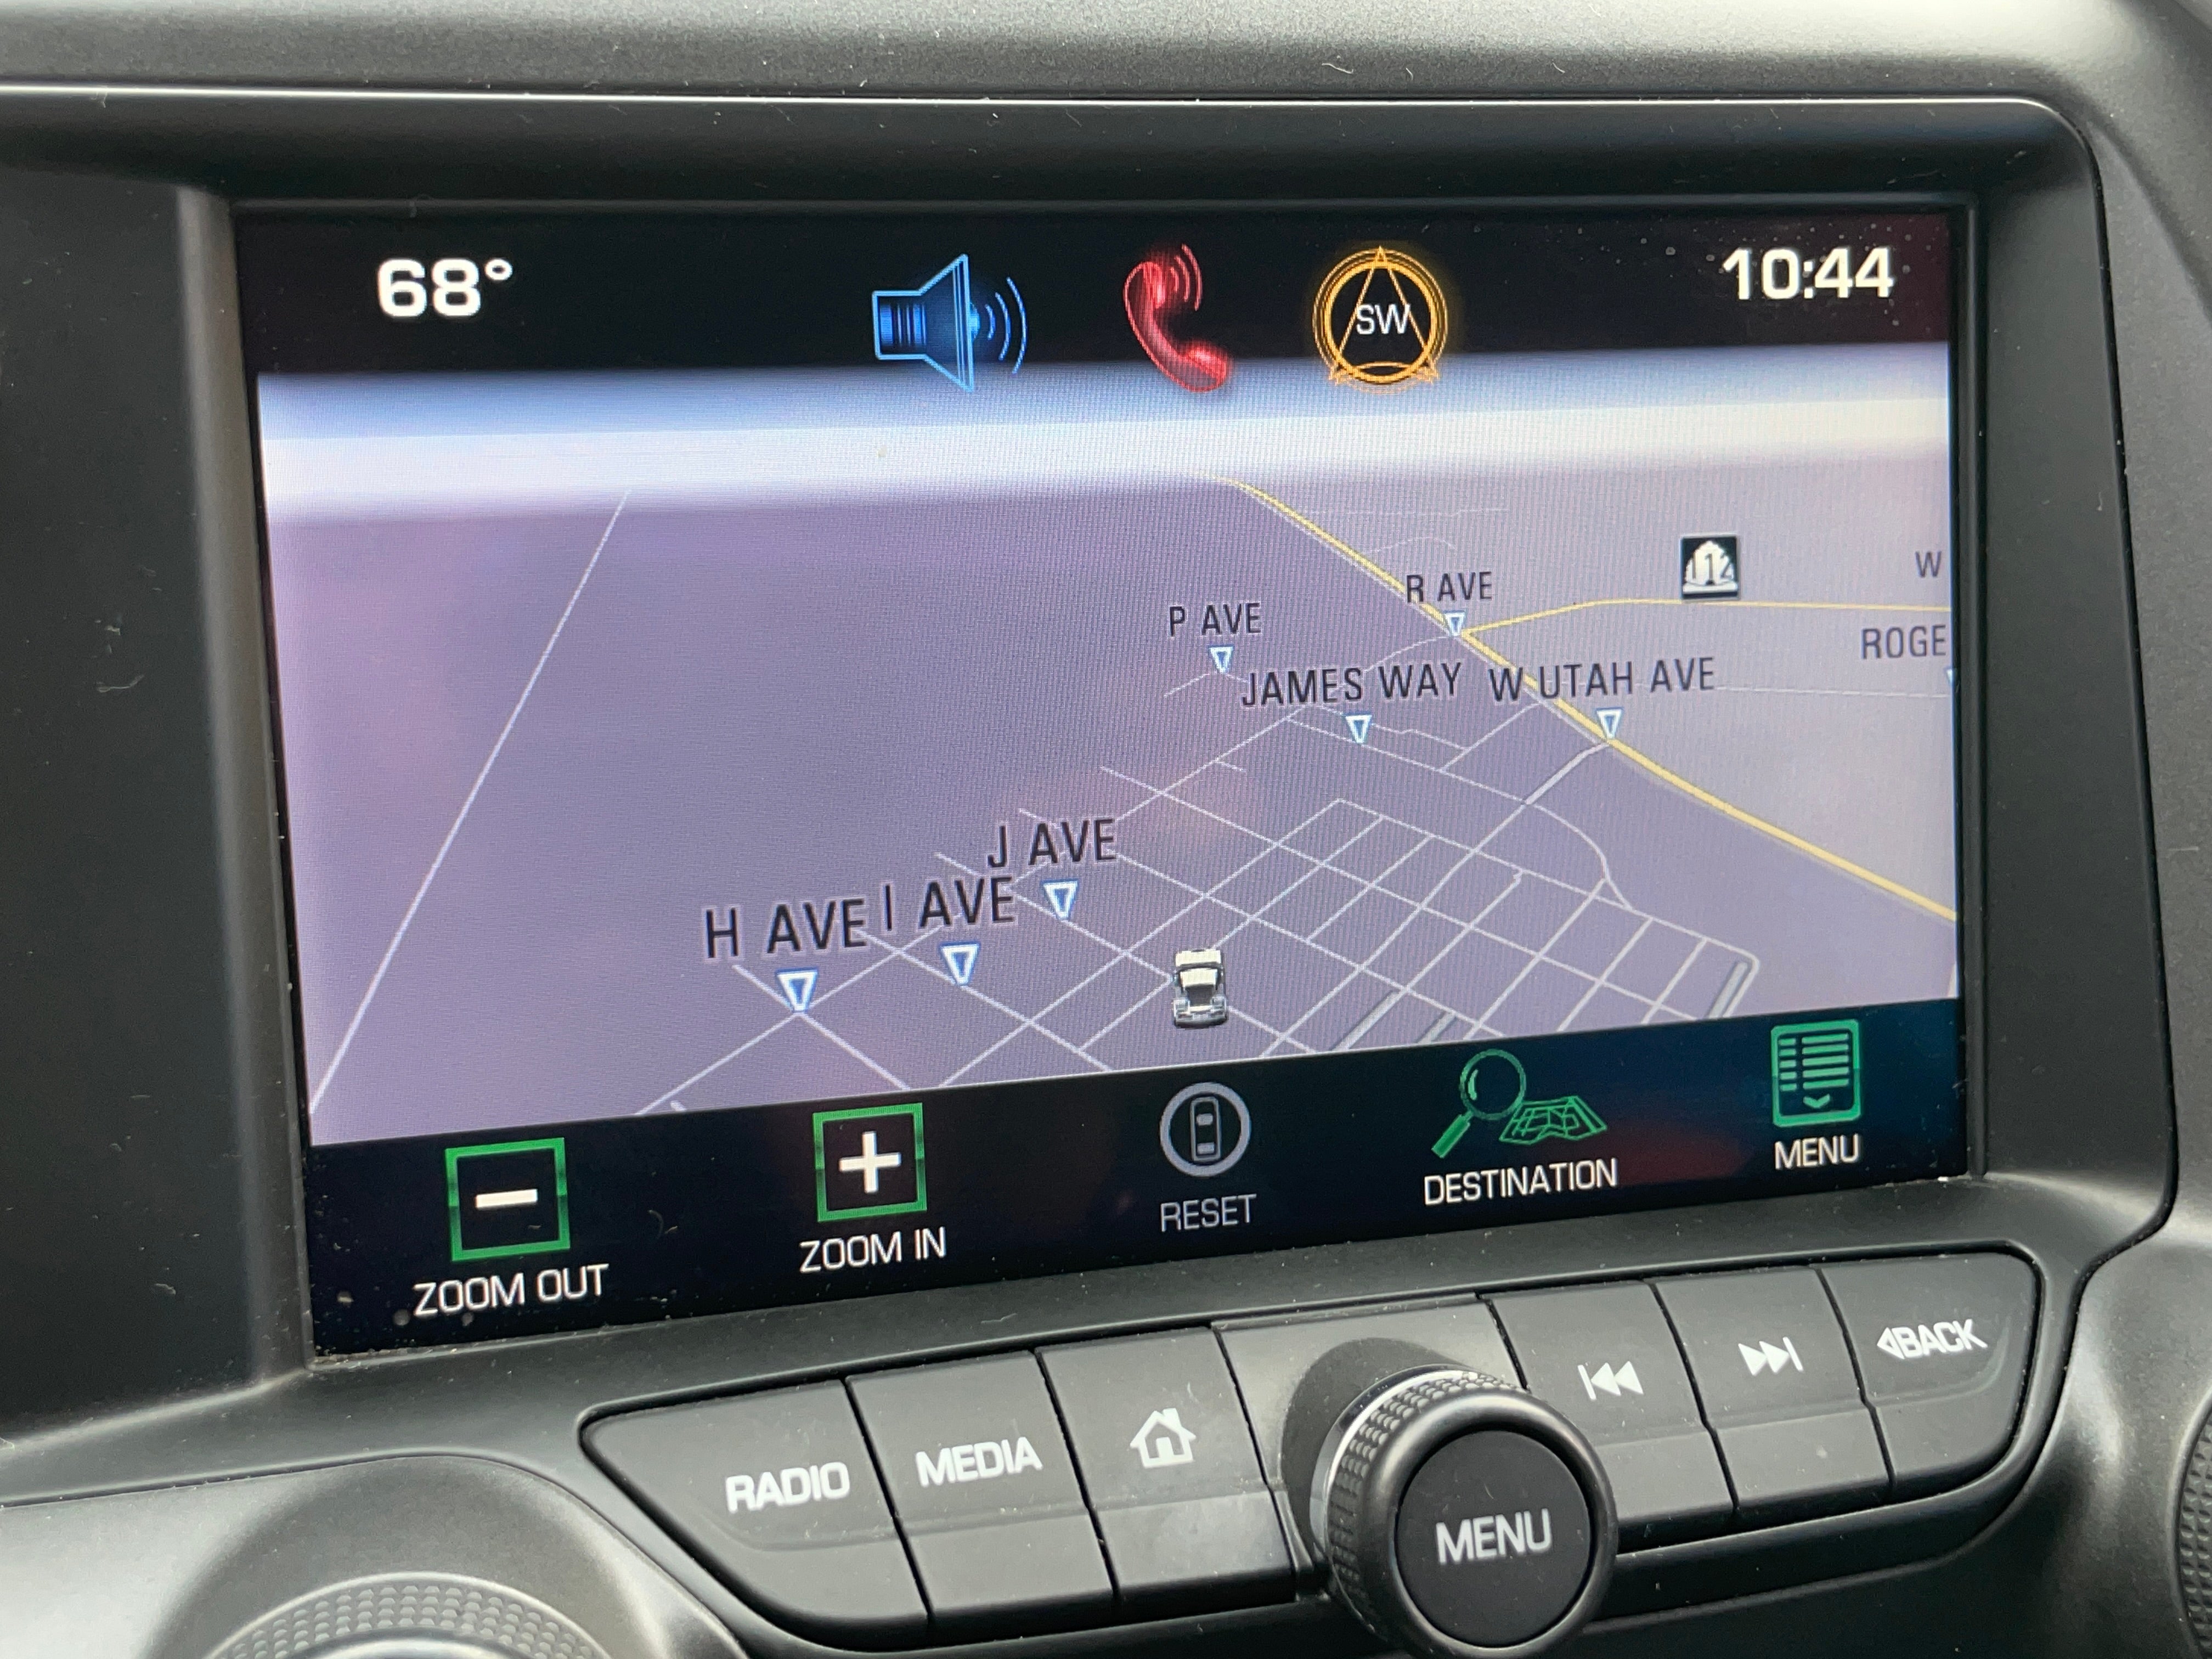 68°
SW
10:44
112
W
R AVE
P AVE
ROGE
JAMES WAY
W UTAH AVE
J AVE
I AVE
H AVE
ZOOM OUT
ZOOM IN
RESET
DESTINATION
MENU
RADIO
MEDIA
MENU
BACK